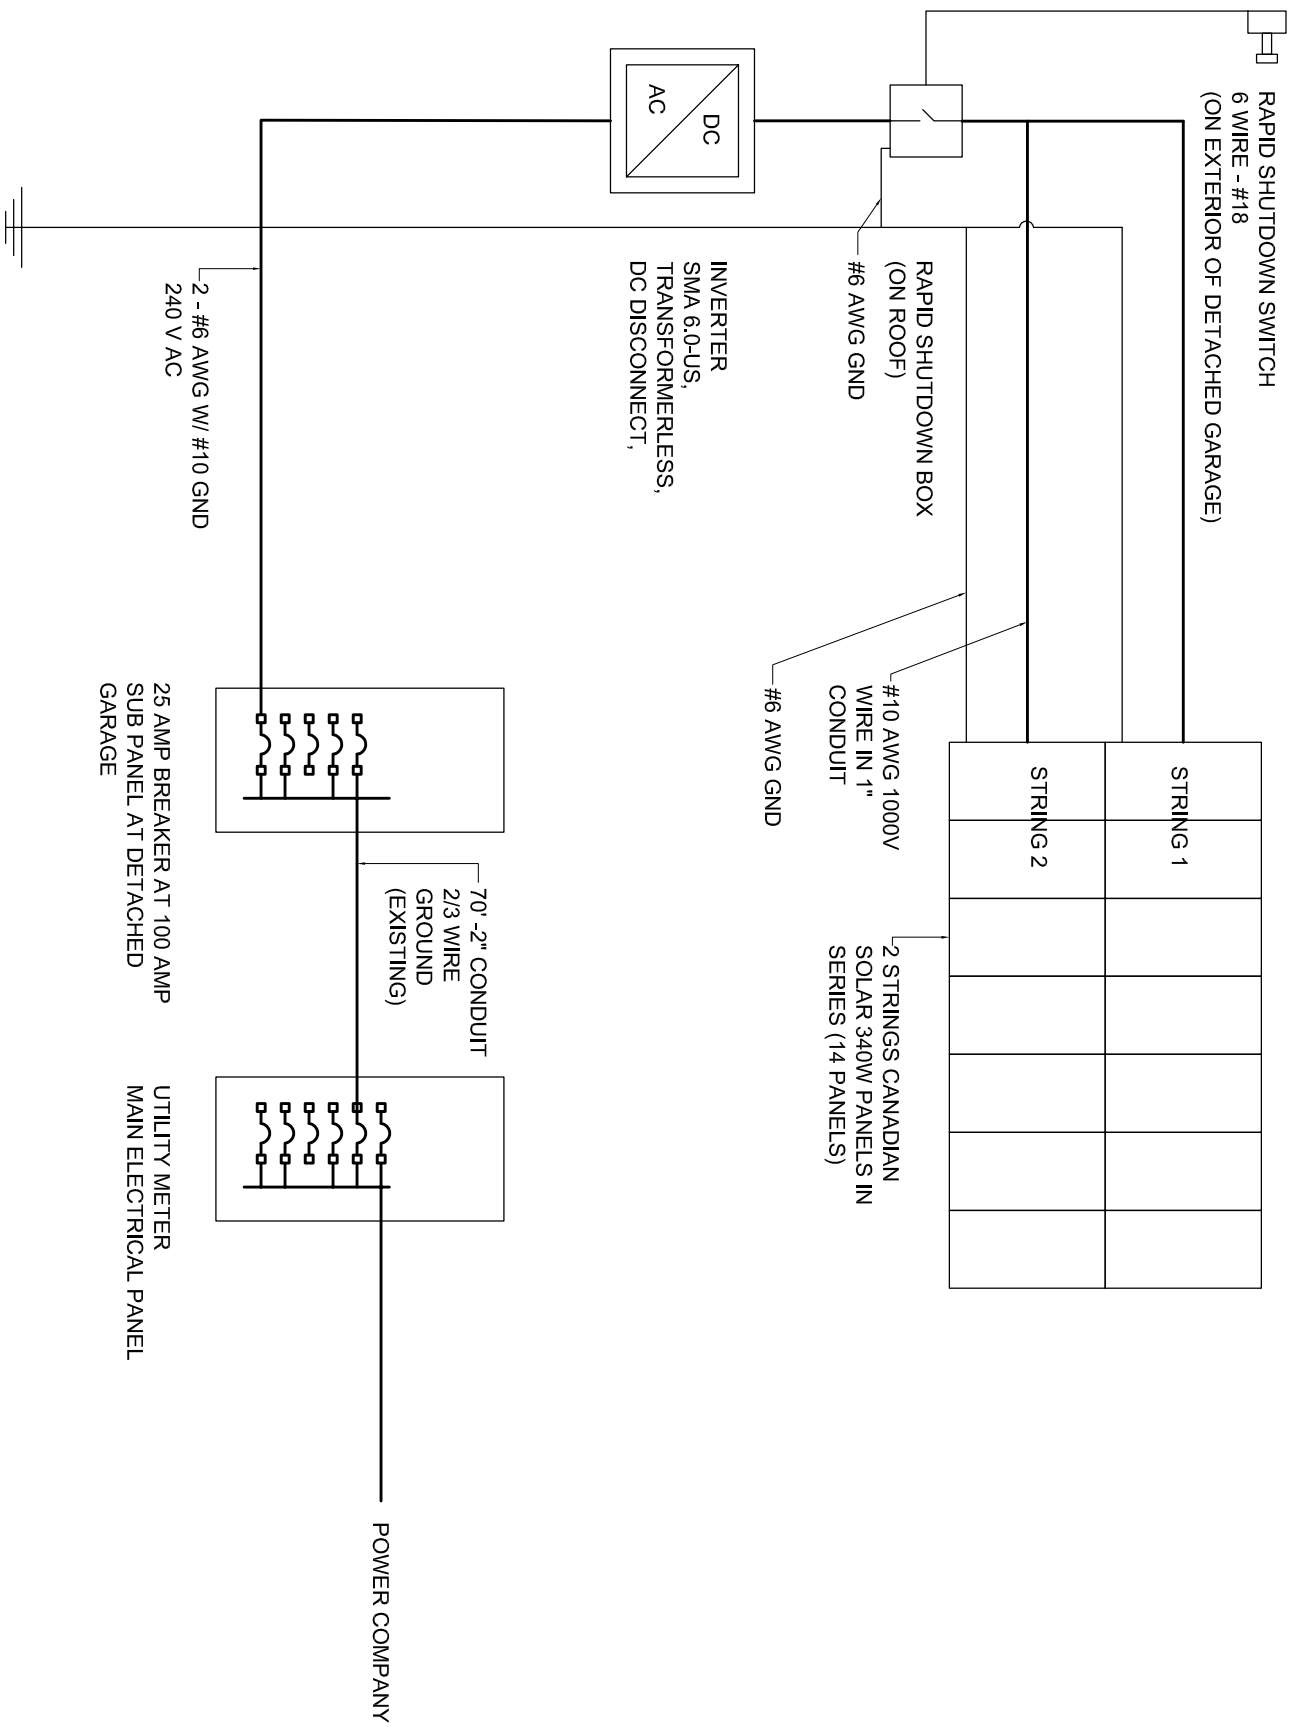 RAPID SHUTDOWN SWITCH
6 WIRE - #18
(ON EXTERIOR OF DETACHED GARAGE)
STRING 1
STRING 2
#10 AWG 1000V
WIRE IN 1"
CONDUIT
#6 AWG GND
2 STRINGS CANADIAN
SOLAR 340W PANELS IN
SERIES (14 PANELS)
RAPID SHUTDOWN BOX
(ON ROOF)
#6 AWG GND
DC
AC
INVERTER
SMA 6.0-US,
TRANSFORMERLESS,
DC DISCONNECT,
2 - #6 AWG W/ #10 GND
240 V AC
70' -2" CONDUIT
2/3 WIRE
GROUND
(EXISTING)
25 AMP BREAKER AT 100 AMP
SUB PANEL AT DETACHED
GARAGE
UTILITY METER
MAIN ELECTRICAL PANEL
POWER COMPANY